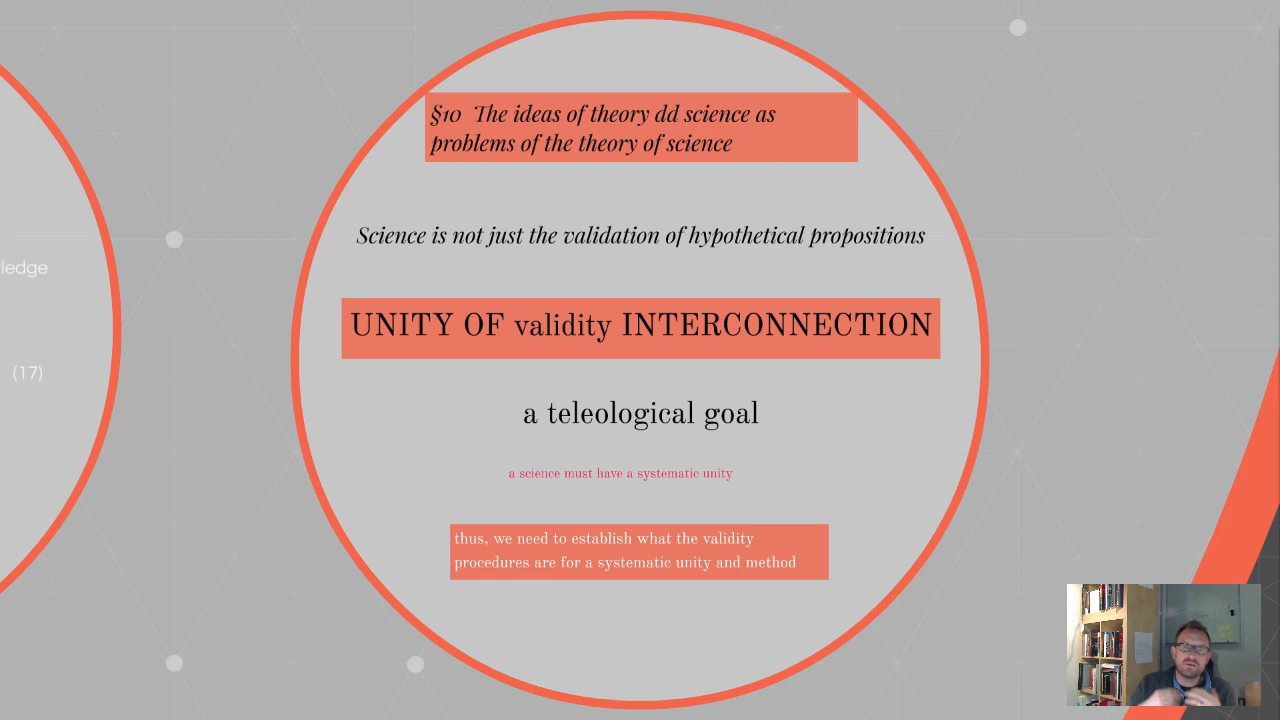 §10 The ideas of theory dd science as
problems of the theory of science
Science is not just the validation of hypothetical propositions
UNITY OF validity INTERCONNECTION
a teleological goal
a science must have a systematic unity
thus, we need to establish what the validity
procedures are for a systematic unity and method
(17)